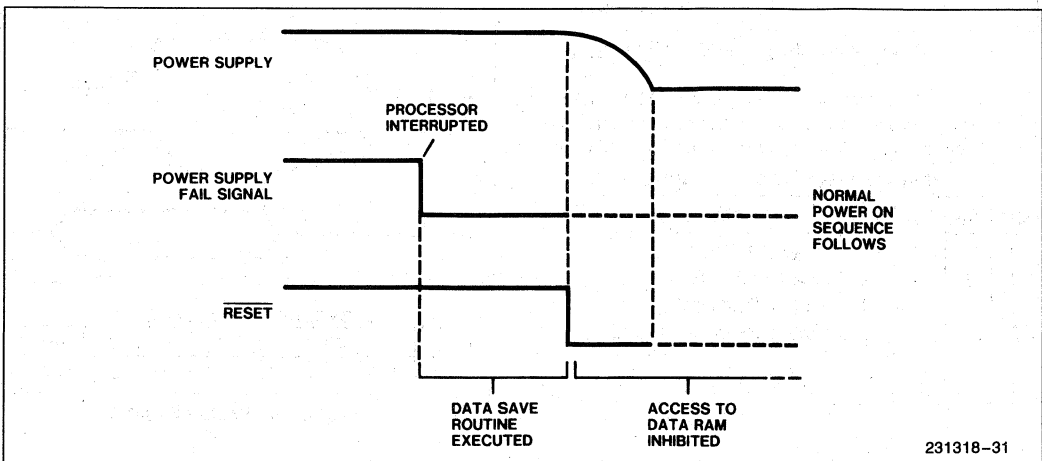 POWER SUPPLY
PROCESSOR
INTERRUPTED
POWER SUPPLY
FAIL SIGNAL
NORMAL
POWER ON
SEQUENCE
FOLLOWS
RESET
DATA SAVE
ROUTINE
EXECUTED
ACCESS TO
DATA RAM
INHIBITED
231318–31